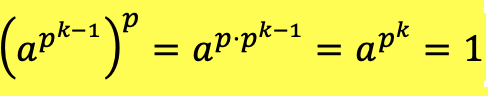 (a^{p^{k-1}})^p = a^{p·p^{k-1}} = a^{p^k} = 1